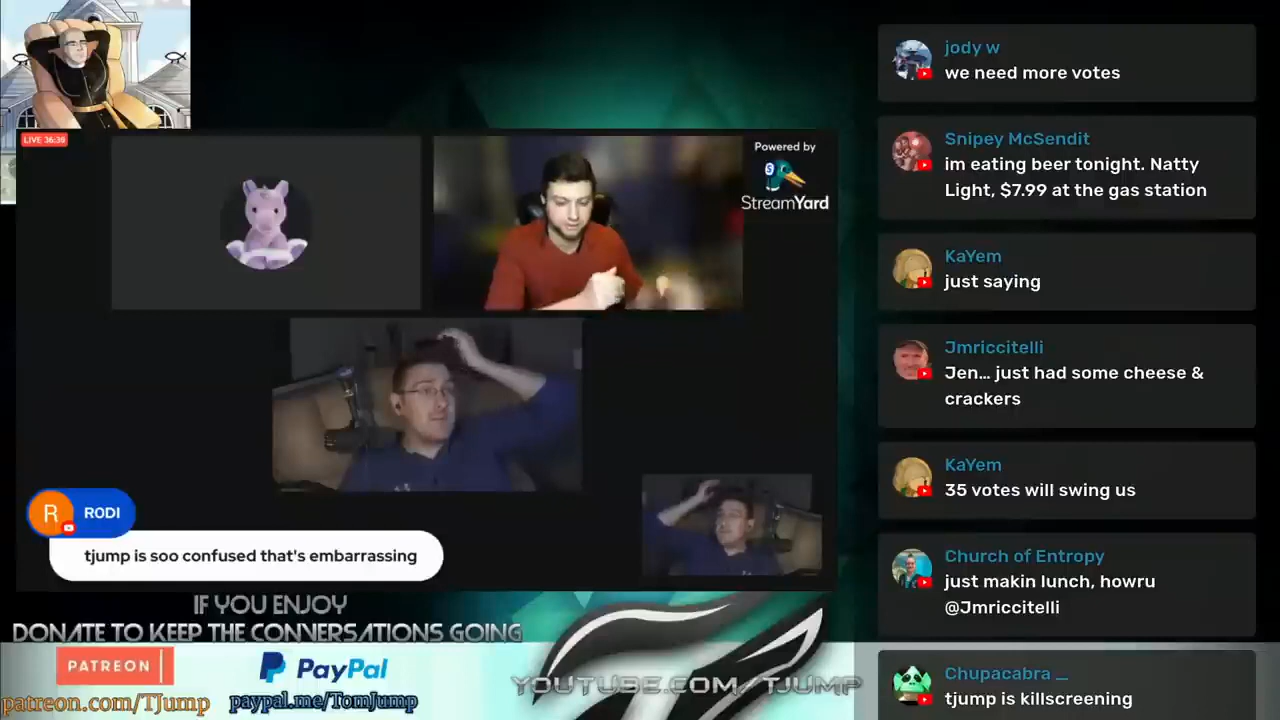 LIVE 36:30
Powered by
StreamYard
R
RODI
tjump is soo confused that's embarrassing
IF YOU ENJOY
DONATE TO KEEP THE CONVERSATIONS GOING
PATREON
PayPal
patreon.com/TJump
paypal.me/TomJump
YOUTUBE.COM/TJUMP
jody w
we need more votes
Snipey McSendit
im eating beer tonight. Natty
Light, $7.99 at the gas station
KaYem
just saying
Jmriccitelli
Jen... just had some cheese &
crackers
KaYem
35 votes will swing us
Church of Entropy
just makin lunch, howru
@Jmriccitelli
Chupacabra _
tjump is killscreening